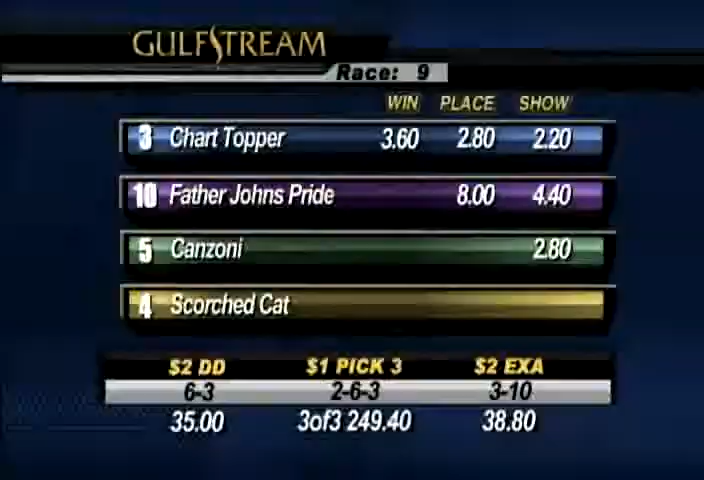 GULFSTREAM
Race: 9
WIN PLACE SHOW
3 Chart Topper 3.60 2.80 2.20
10 Father Johns Pride 8.00 4.40
5 Canzoni 2.80
4 Scorched Cat
$2 DD $1 PICK 3 $2 EXA
6-3 2-6-3 3-10
35.00 3of3 249.40 38.80